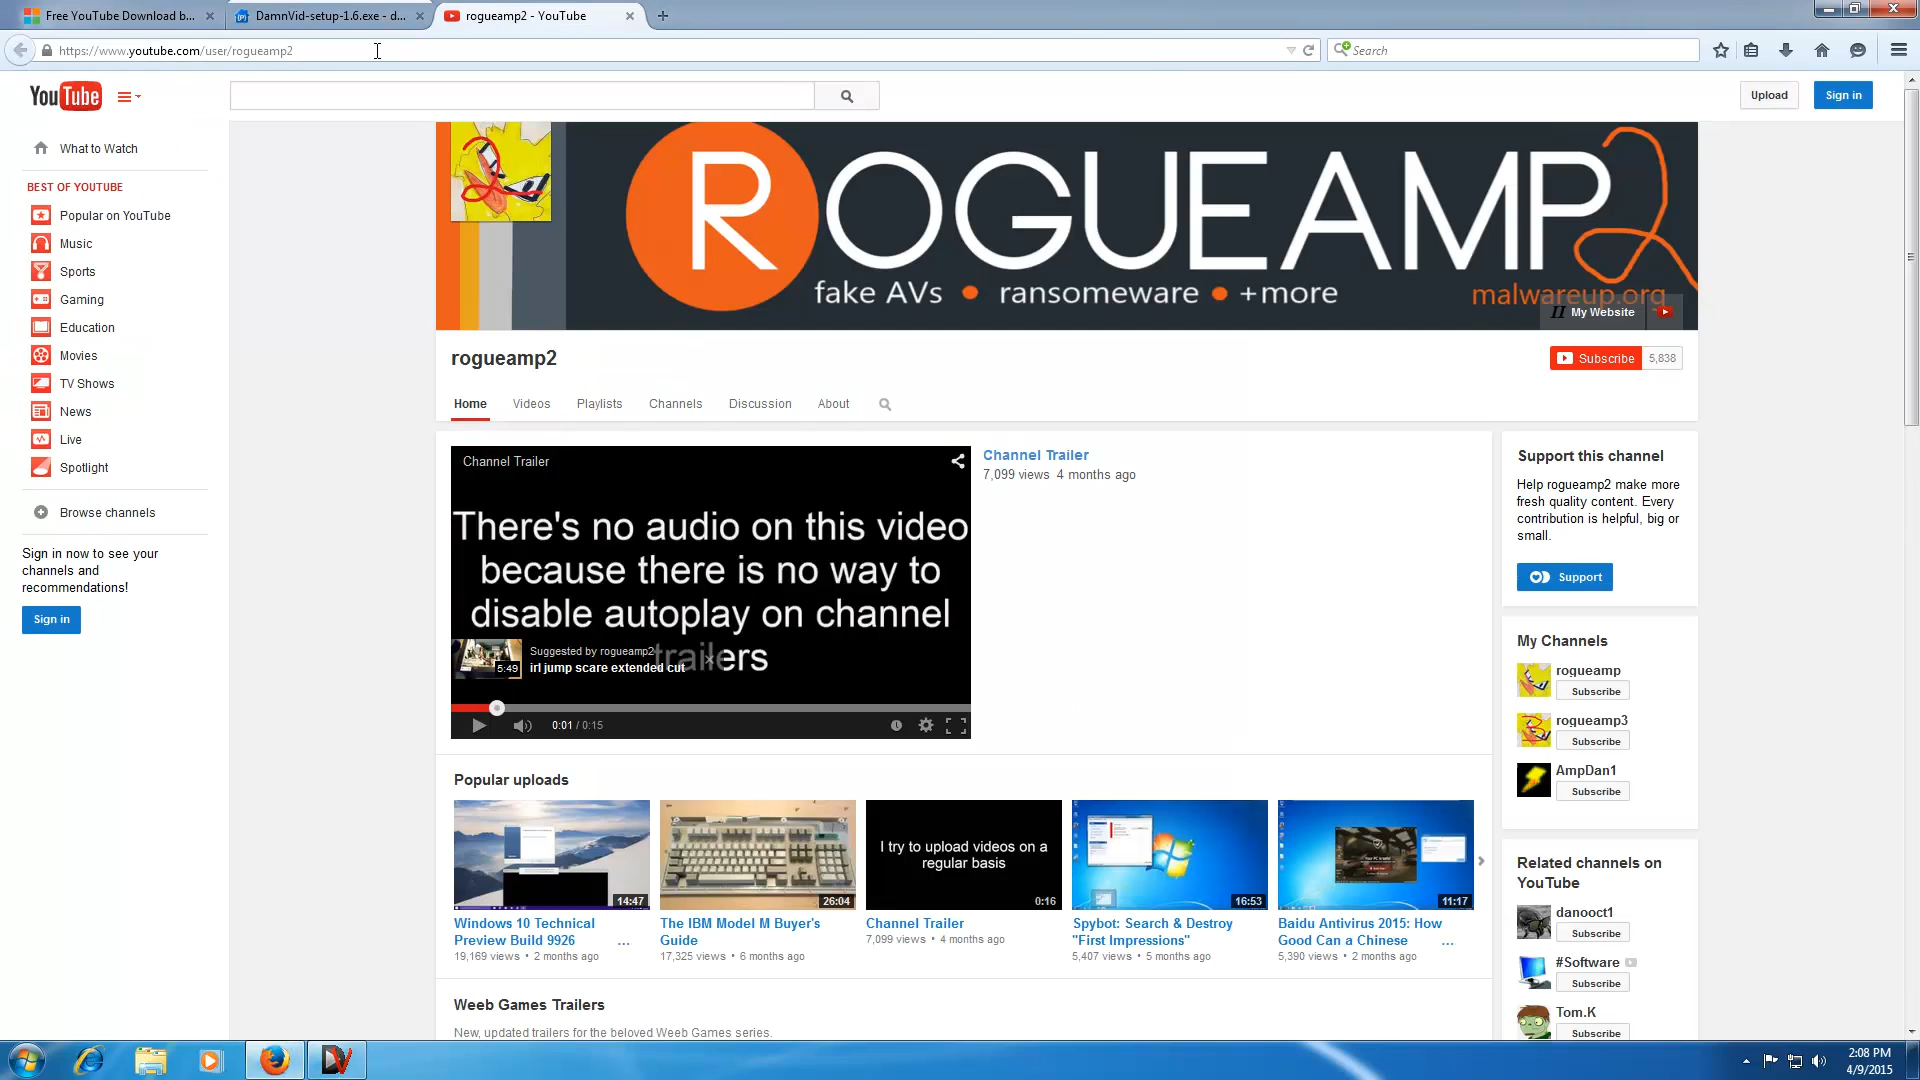 Free YouTube Download b...
DamnVid-setup-1.6.exe - d...
rogueamp2 - YouTube
https://www.youtube.com/user/rogueamp2
Search
YouTube
Upload
Sign in
What to Watch
BEST OF YOUTUBE
Popular on YouTube
Music
Sports
Gaming
Education
Movies
TV Shows
News
Live
Spotlight
Browse channels
Sign in now to see your
channels and
recommendations!
Sign in
ROGUEAMP2
fake AVs • ransomeware • +more
malwareup.org
My Website
rogueamp2
Subscribe 5,838
Home Videos Playlists Channels Discussion About
Channel Trailer
There's no audio on this video
because there is no way to
disable autoplay on channel
trailers
Suggested by rogueamp2
irl jump scare extended cut
5:49
0:01 / 0:15
Channel Trailer
7,099 views 4 months ago
Popular uploads
14:47
Windows 10 Technical
Preview Build 9926 ...
19,169 views • 2 months ago
26:04
The IBM Model M Buyer's
Guide
17,325 views • 6 months ago
I try to upload videos on a
regular basis
0:16
Channel Trailer
7,099 views • 4 months ago
16:53
Spybot: Search & Destroy
"First Impressions"
5,407 views • 5 months ago
11:17
Baidu Antivirus 2015: How
Good Can a Chinese ...
5,390 views • 2 months ago
Weeb Games Trailers
New, updated trailers for the beloved Weeb Games series.
Support this channel
Help rogueamp2 make more
fresh quality content. Every
contribution is helpful, big or
small.
Support
My Channels
rogueamp
Subscribe
rogueamp3
Subscribe
AmpDan1
Subscribe
Related channels on
YouTube
danooct1
Subscribe
#Software
Subscribe
Tom.K
Subscribe
2:08 PM
4/9/2015